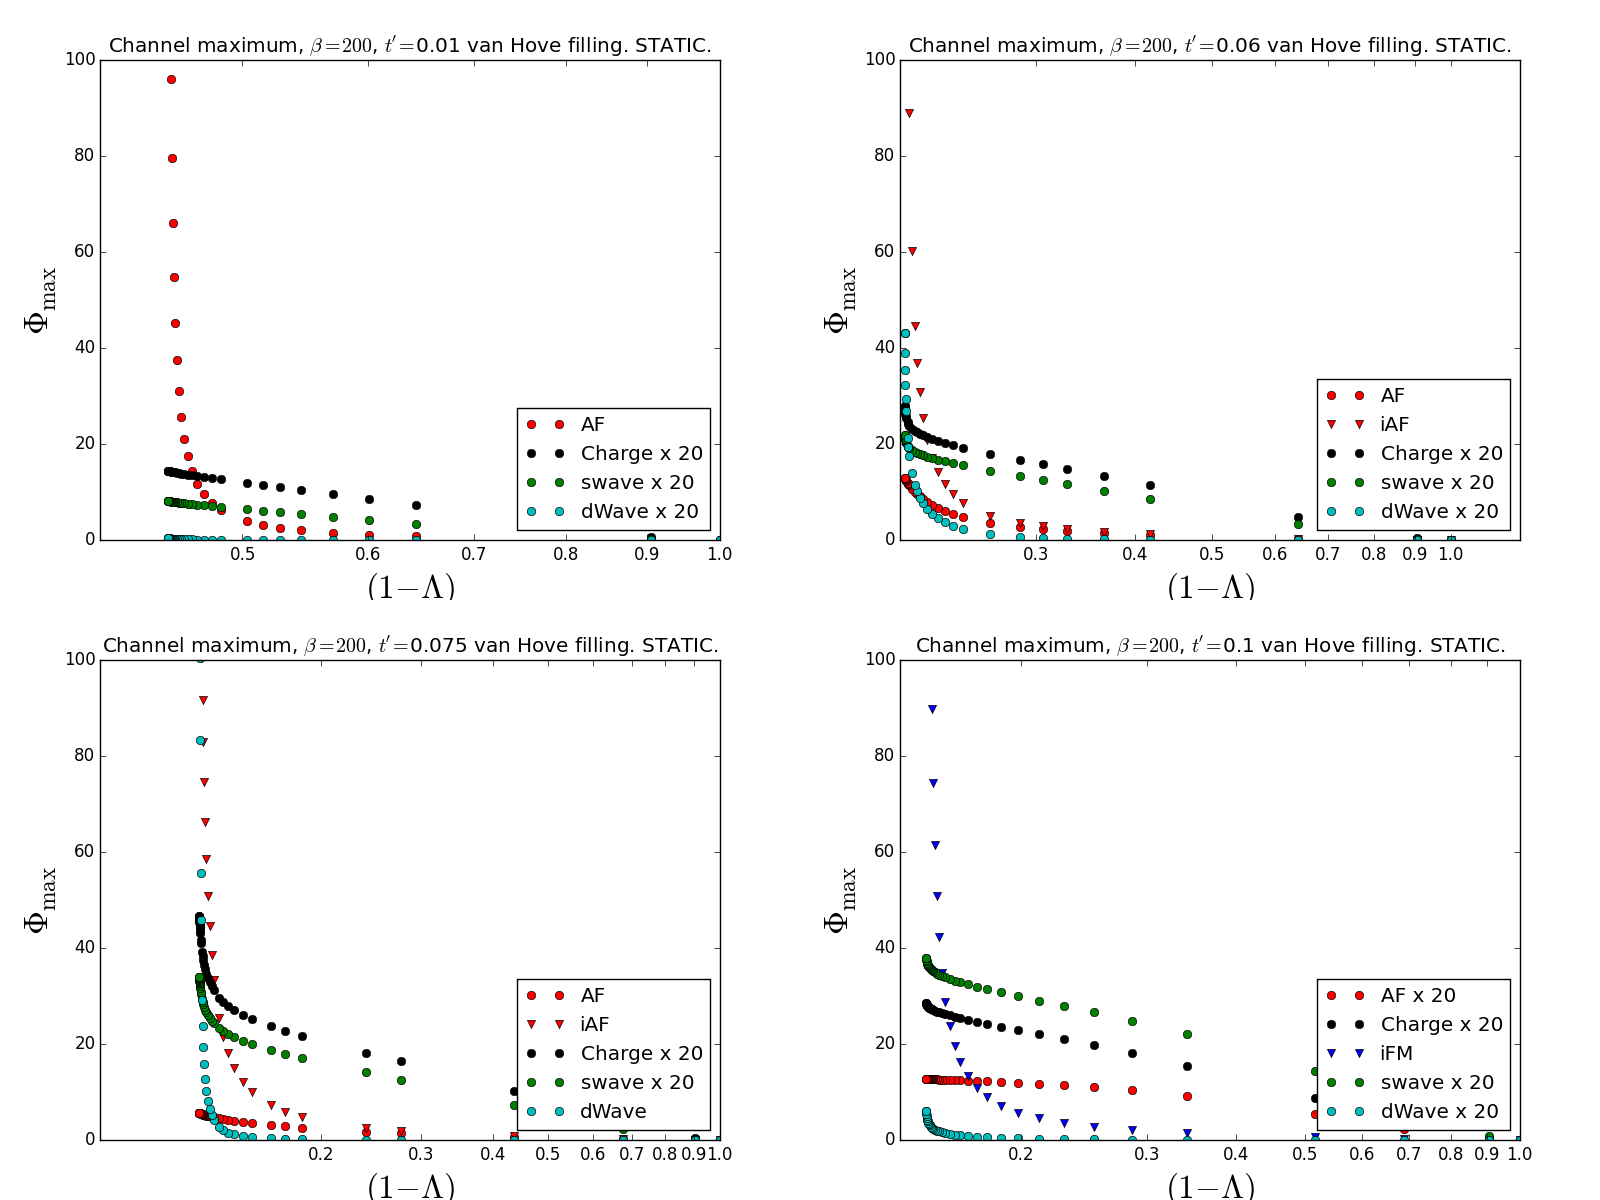 Channel maximum, β=200, t′=0.01 van Hove filling. STATIC.
100
80
60
40
20
0
Φmax
0.5 0.6 0.7 0.8 0.9 1.0
(1−Λ)
AF
Charge x 20
swave x 20
dWave x 20
Channel maximum, β=200, t′=0.06 van Hove filling. STATIC.
100
80
60
40
20
0
Φmax
0.3 0.4 0.5 0.6 0.7 0.8 0.9 1.0
(1−Λ)
AF
iAF
Charge x 20
swave x 20
dWave x 20
Channel maximum, β=200, t′=0.075 van Hove filling. STATIC.
100
80
60
40
20
0
Φmax
0.2 0.3 0.4 0.5 0.6 0.7 0.8 0.9 1.0
(1−Λ)
AF
iAF
Charge x 20
swave x 20
dWave
Channel maximum, β=200, t′=0.1 van Hove filling. STATIC.
100
80
60
40
20
0
Φmax
0.2 0.3 0.4 0.5 0.6 0.7 0.8 0.9 1.0
(1−Λ)
AF x 20
Charge x 20
iFM
swave x 20
dWave x 20